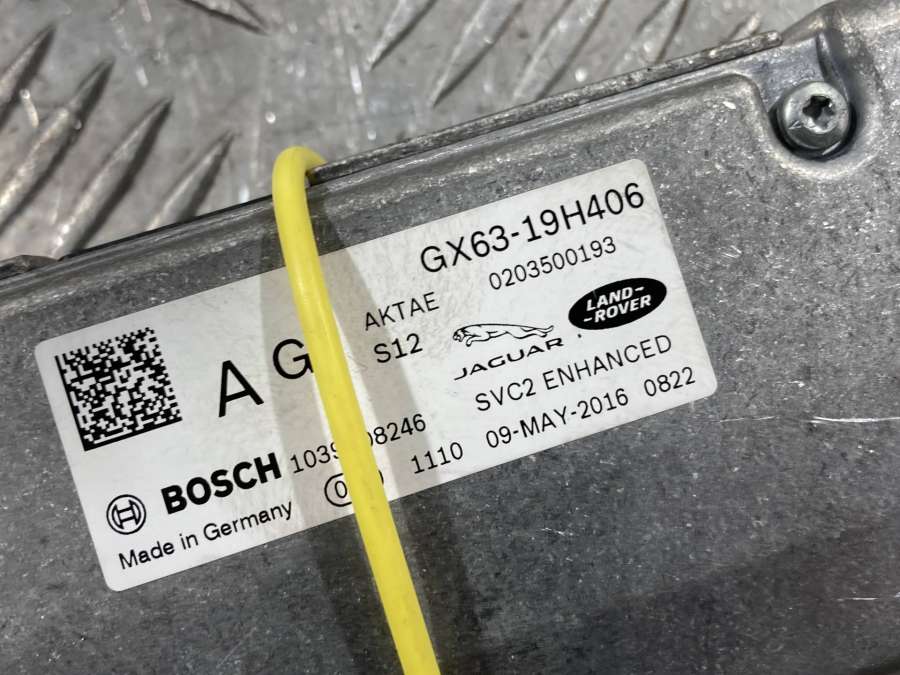 GX63-19H406
0203500193
AKTAE
S12
LAND-
-ROVER
JAGUAR
A G
SVC2 ENHANCED
BOSCH
1110 09-MAY-2016 0822
Made in Germany